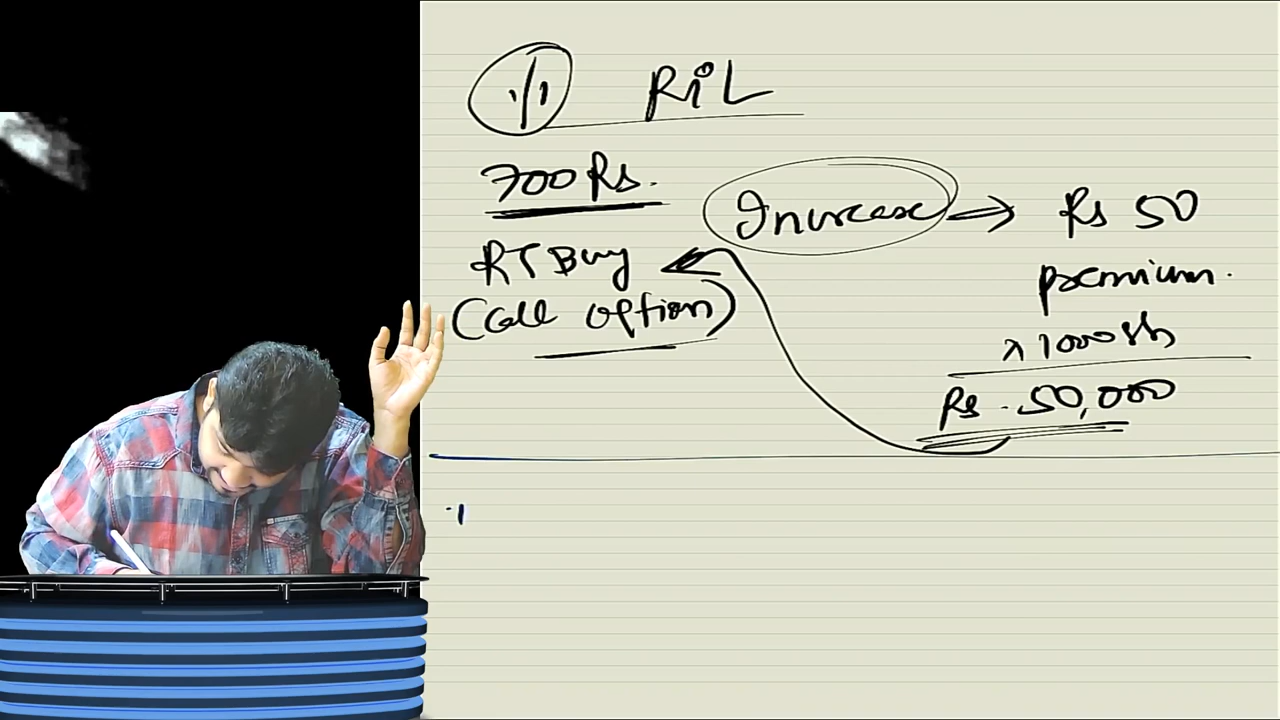 1/1 RiL
700 Rs.
Increase → Rs 50
RT Buy
premium.
(Call option)
x 1000 sh
Rs. 50,000